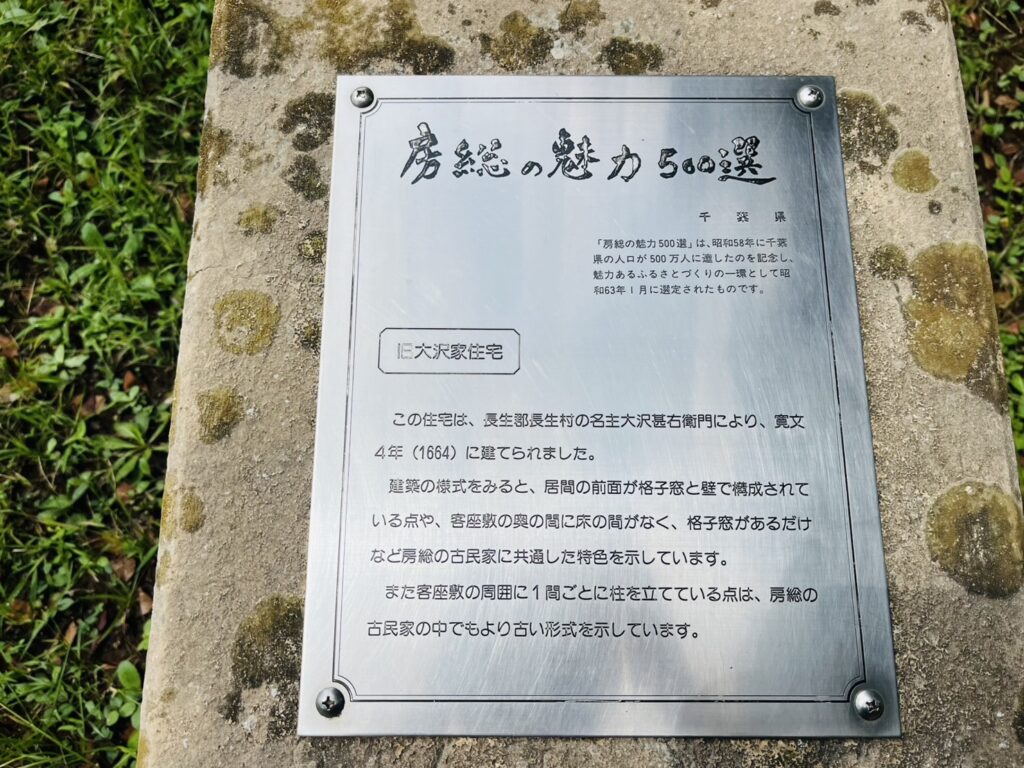 房総の魅力500選
千葉県
「房総の魅力500選」は、昭和58年に千葉
県の人口が500万人に達したのを記念し、
魅力あるふるさとづくりの一環として昭
和63年1月に選定されたものです。
旧大沢家住宅
この住宅は、長生郡長生村の名主大沢甚右衛門により、寛文
4年(1664)に建てられました。
建築の様式をみると、居間の前面が格子窓と壁で構成されて
いる点や、客座敷の奥の間に床の間がなく、格子窓があるだけ
など房総の古民家に共通した特色を示しています。
また客座敷の周囲に1間ごとに柱を立てている点は、房総の
古民家の中でもより古い形式を示しています。